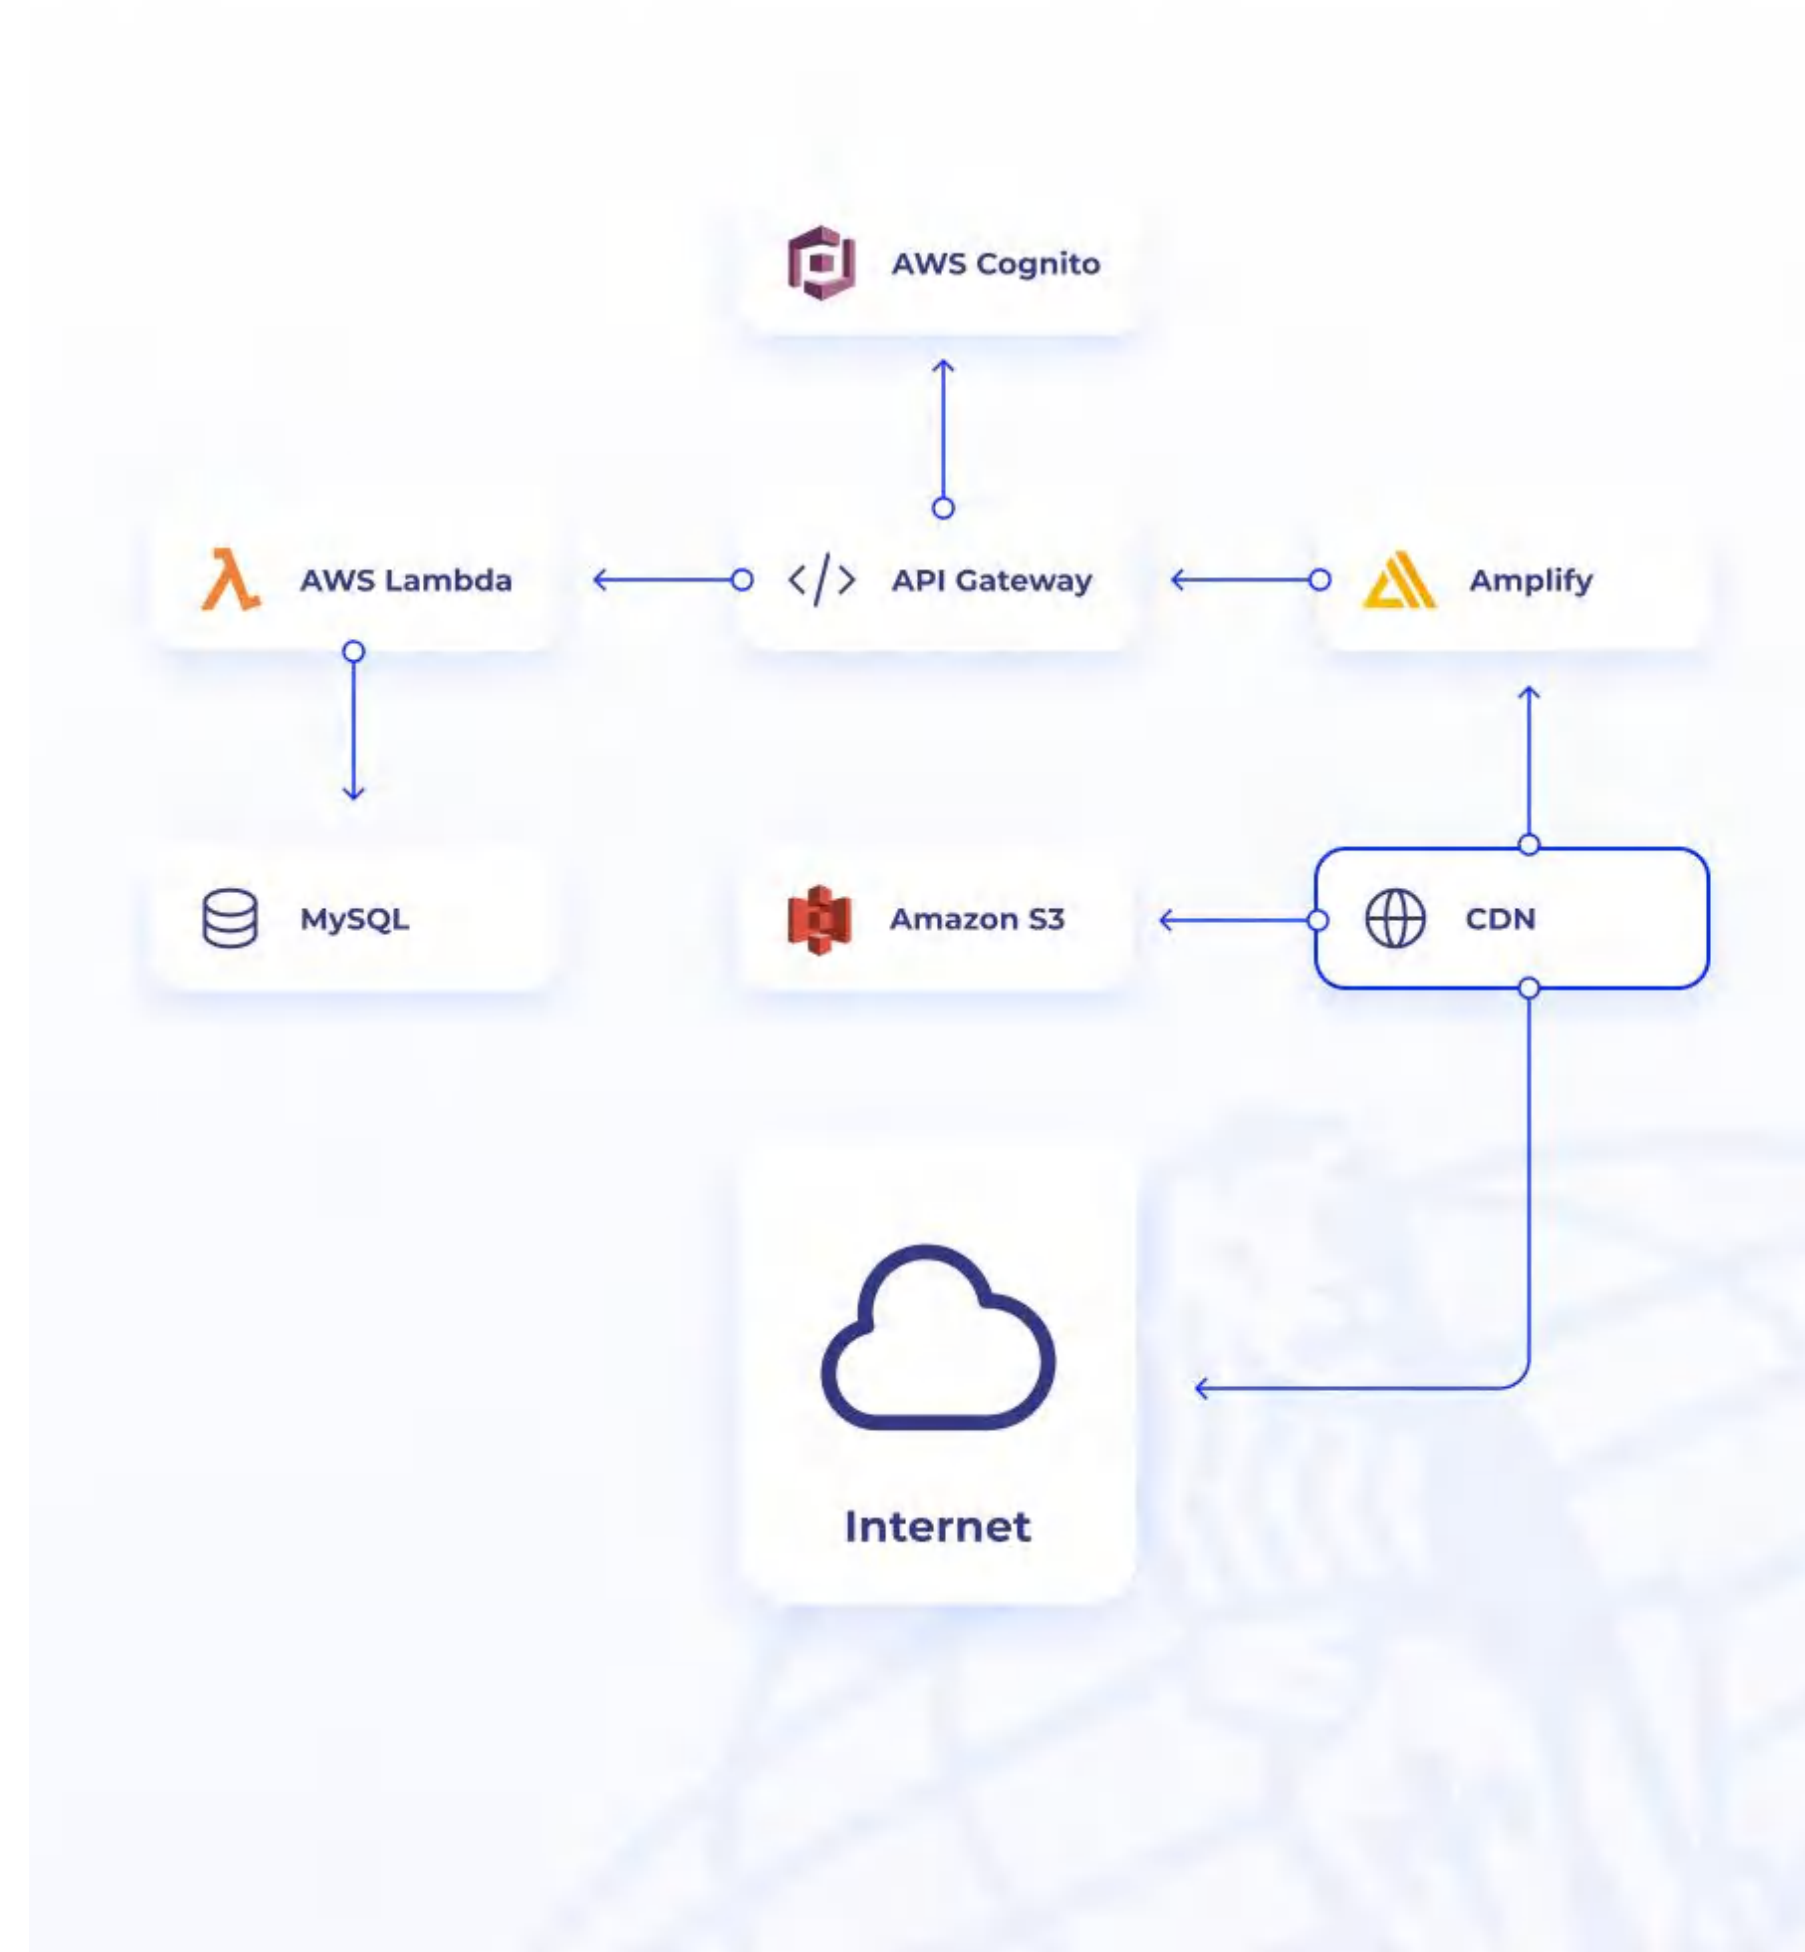 AWS Cognito
AWS Lambda
</> API Gateway
Amplify
MySQL
Amazon S3
CDN
Internet